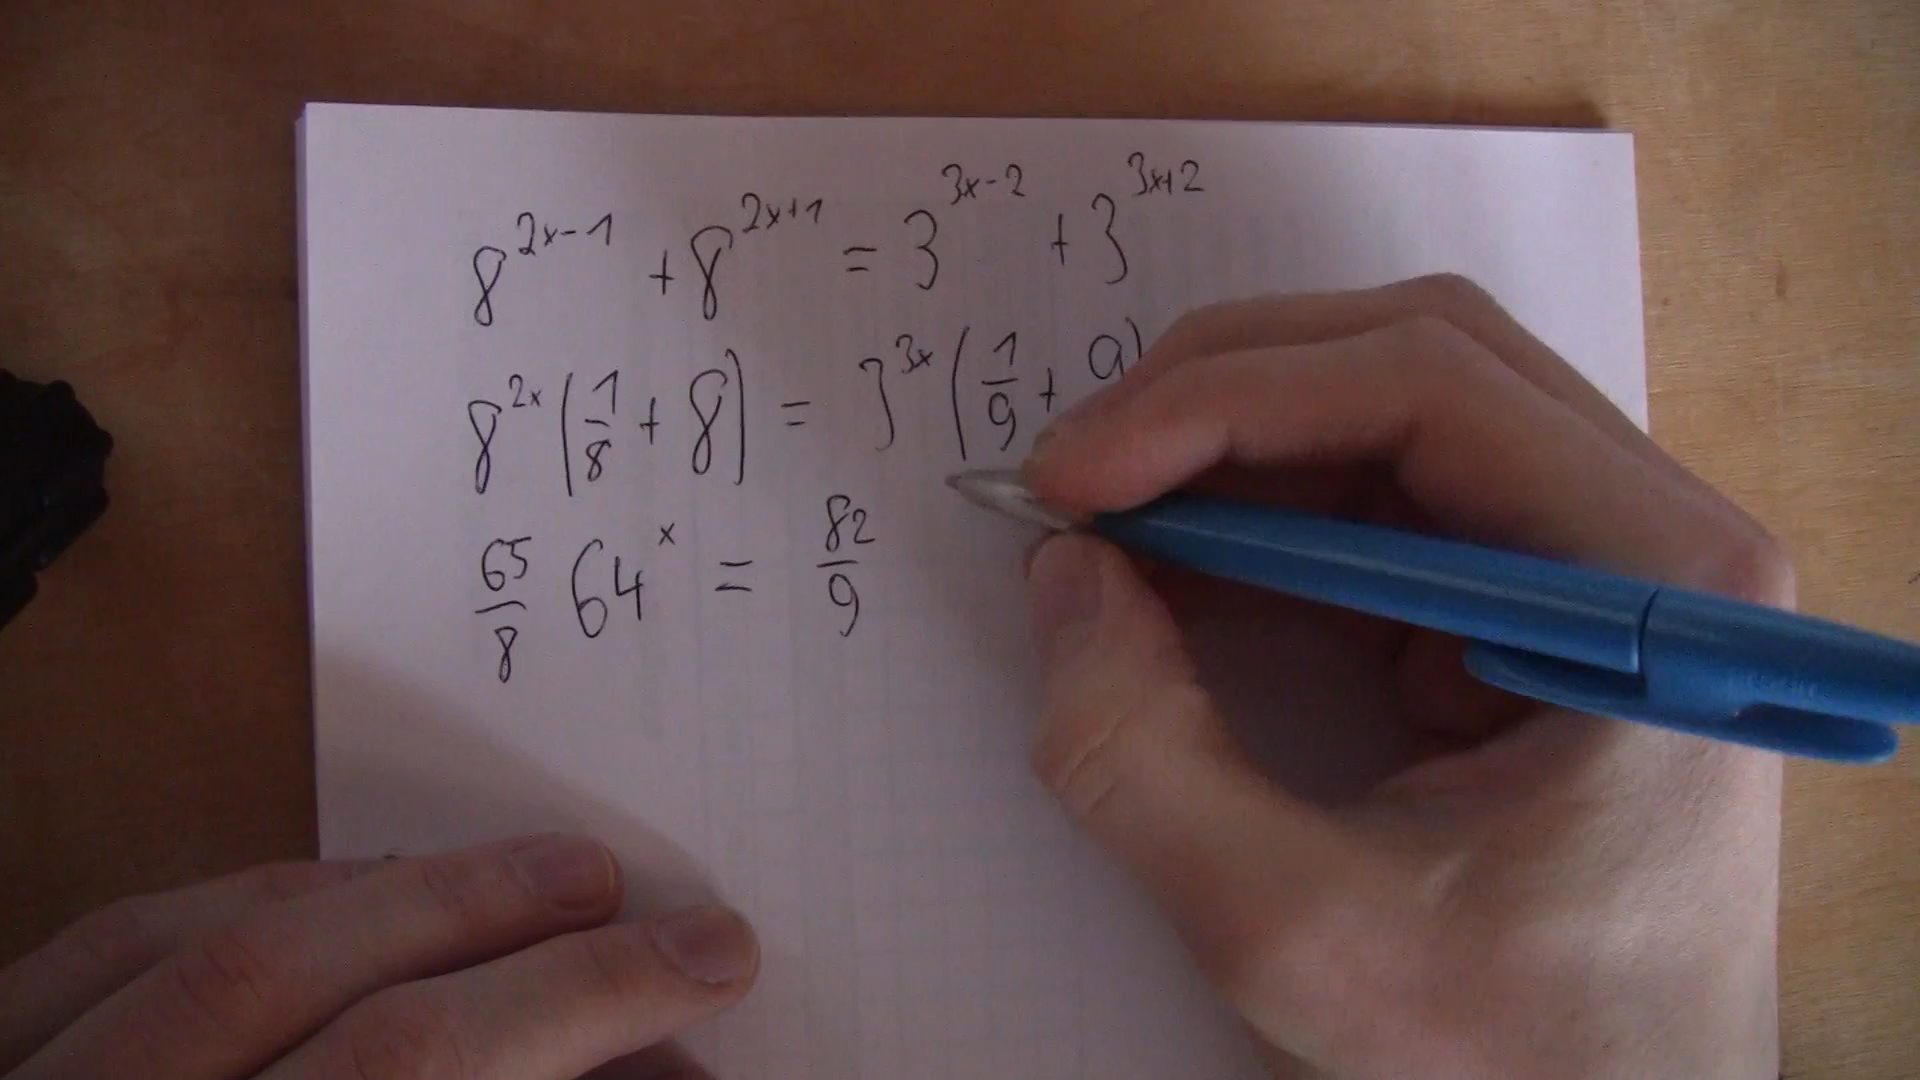 8^{2x-1} + 8^{2x+1} = 3^{3x-2} + 3^{3x+2}
8^{2x} (1/8 + 8) = 3^{3x} (1/9 + 9)
65/8 64^x = 82/9